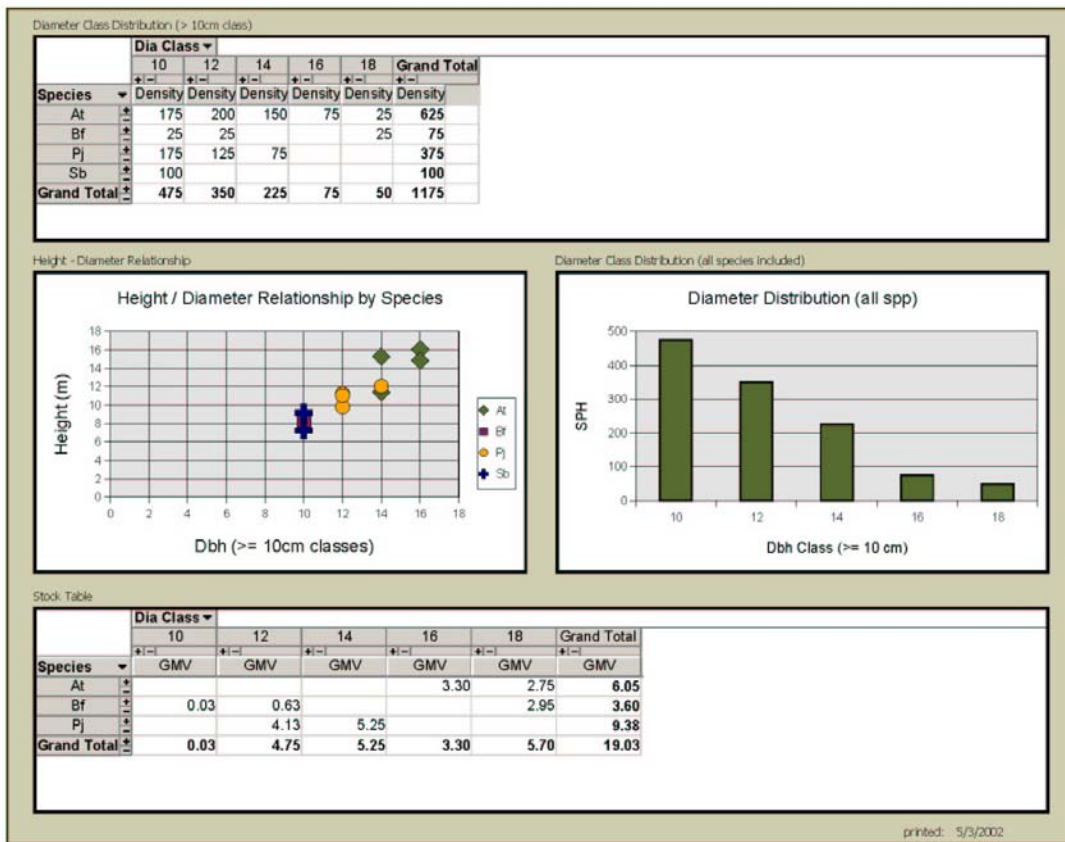 Diameter Class Distribution (> 10cm class)
Dia Class
10 12 14 16 18 Grand Total
Species Density Density Density Density Density Density
At 175 200 150 75 25 625
Bf 25 25 25 75
Pj 175 125 75 375
Sb 100 100
Grand Total 475 350 225 75 50 1175
Height - Diameter Relationship
Height / Diameter Relationship by Species
18
16
14
12
10
8
6
4
2
0
0 2 4 6 8 10 12 14 16 18
Height (m)
Dbh (>= 10cm classes)
At
Bf
Pj
Sb
Diameter Class Distribution (all species included)
Diameter Distribution (all spp)
500
400
300
200
100
0
SPH
10 12 14 16 18
Dbh Class (>= 10 cm)
Stock Table
Dia Class
10 12 14 16 18 Grand Total
Species GMV GMV GMV GMV GMV GMV
At 3.30 2.75 6.05
Bf 0.03 0.63 2.95 3.60
Pj 4.13 5.25 9.38
Grand Total 0.03 4.75 5.25 3.30 5.70 19.03
printed: 5/3/2002